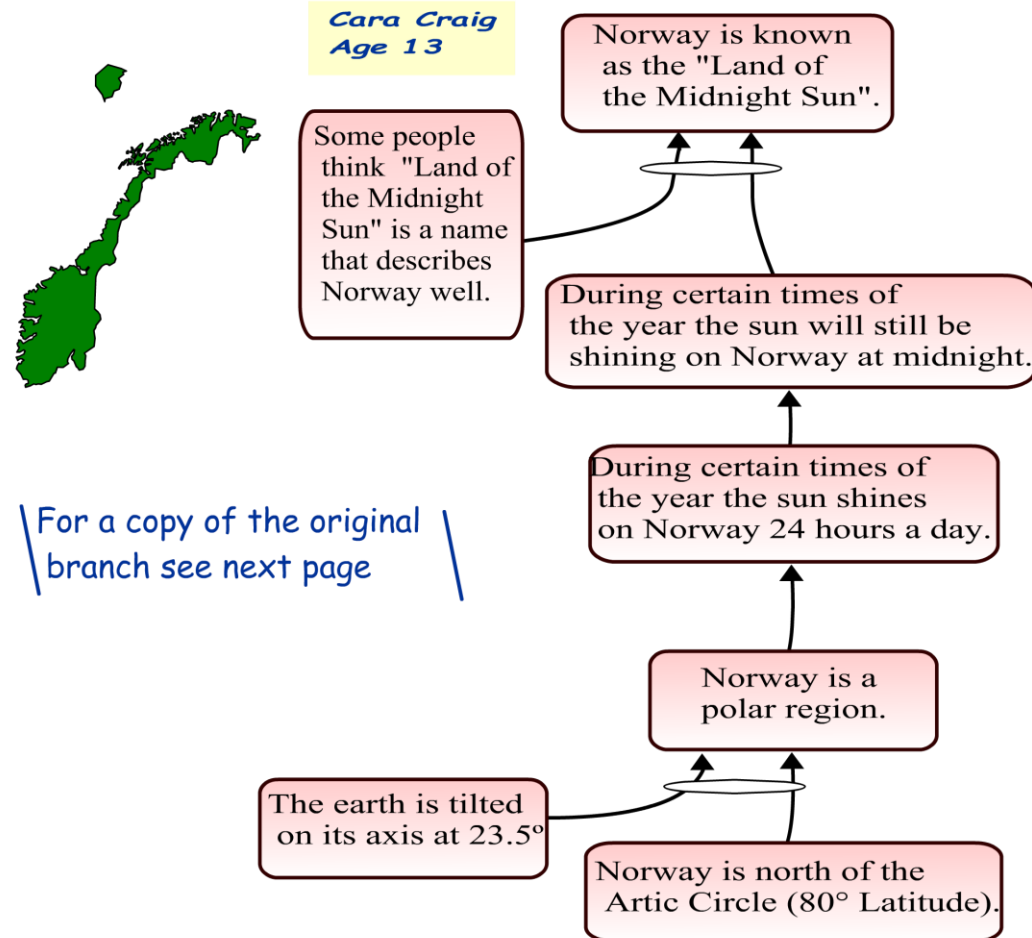 Cara Craig
Age 13
Norway is known
as the "Land of
the Midnight Sun".
Some people
think "Land of
the Midnight
Sun" is a name
that describes
Norway well.
During certain times of
the year the sun will still be
shining on Norway at midnight.
During certain times of
the year the sun shines
on Norway 24 hours a day.
For a copy of the original
branch see next page
Norway is a
polar region.
The earth is tilted
on its axis at 23.5º
Norway is north of the
Artic Circle (80° Latitude).